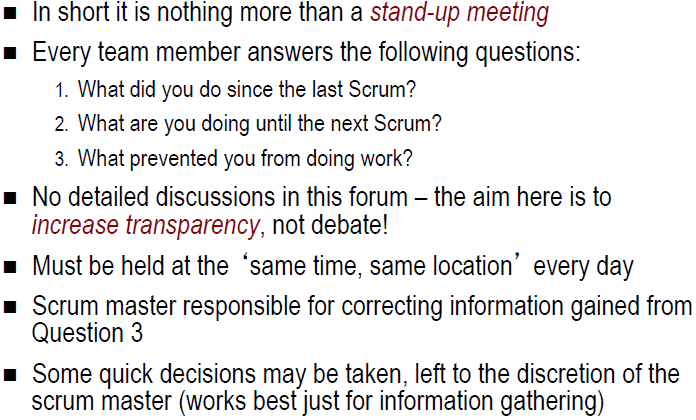 ■ In short it is nothing more than a stand-up meeting
■ Every team member answers the following questions:
1. What did you do since the last Scrum?
2. What are you doing until the next Scrum?
3. What prevented you from doing work?
■ No detailed discussions in this forum – the aim here is to
increase transparency, not debate!
■ Must be held at the ‘same time, same location’ every day
■ Scrum master responsible for correcting information gained from
Question 3
■ Some quick decisions may be taken, left to the discretion of the
scrum master (works best just for information gathering)